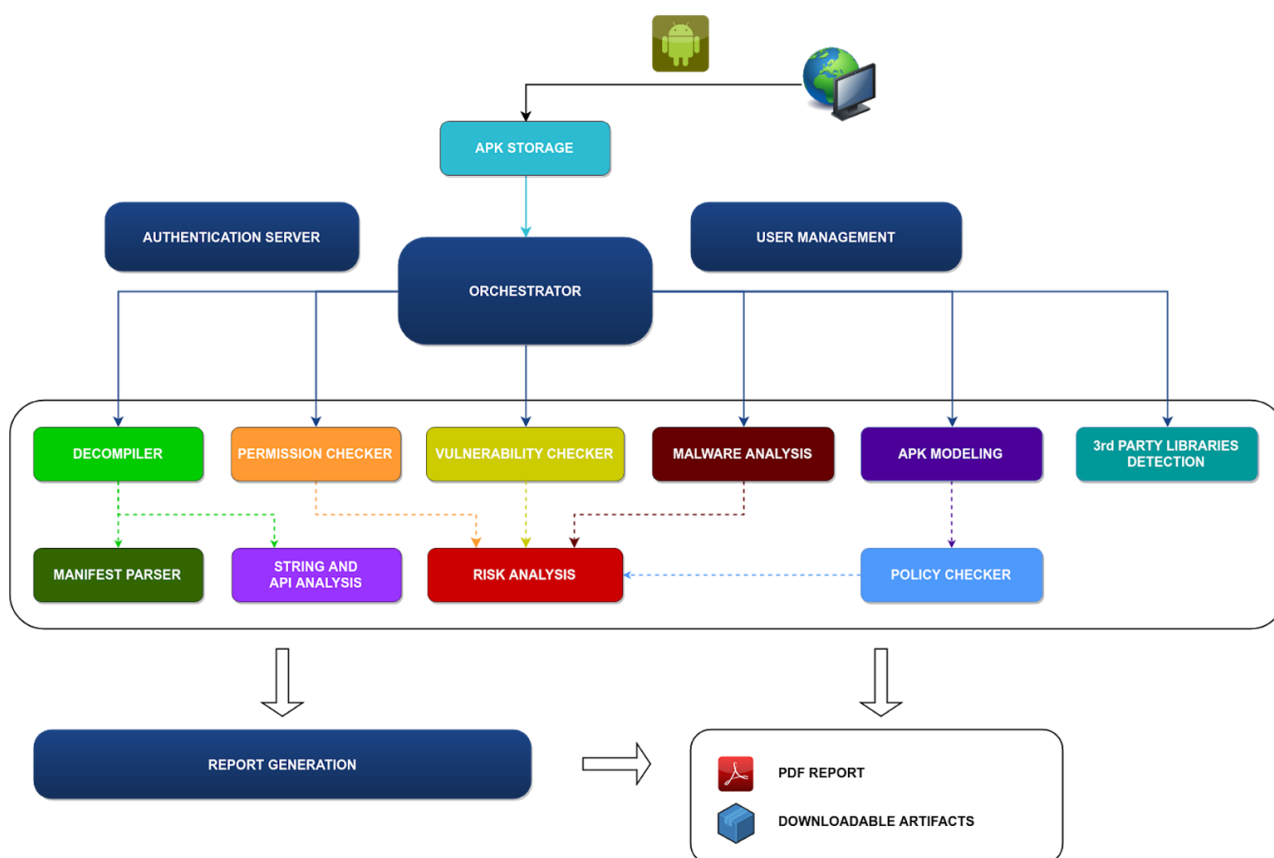 APK STORAGE
AUTHENTICATION SERVER
USER MANAGEMENT
ORCHESTRATOR
DECOMPILER
PERMISSION CHECKER
VULNERABILITY CHECKER
MALWARE ANALYSIS
APK MODELING
3rd PARTY LIBRARIES
DETECTION
MANIFEST PARSER
STRING AND
API ANALYSIS
RISK ANALYSIS
POLICY CHECKER
REPORT GENERATION
PDF REPORT
DOWNLOADABLE ARTIFACTS